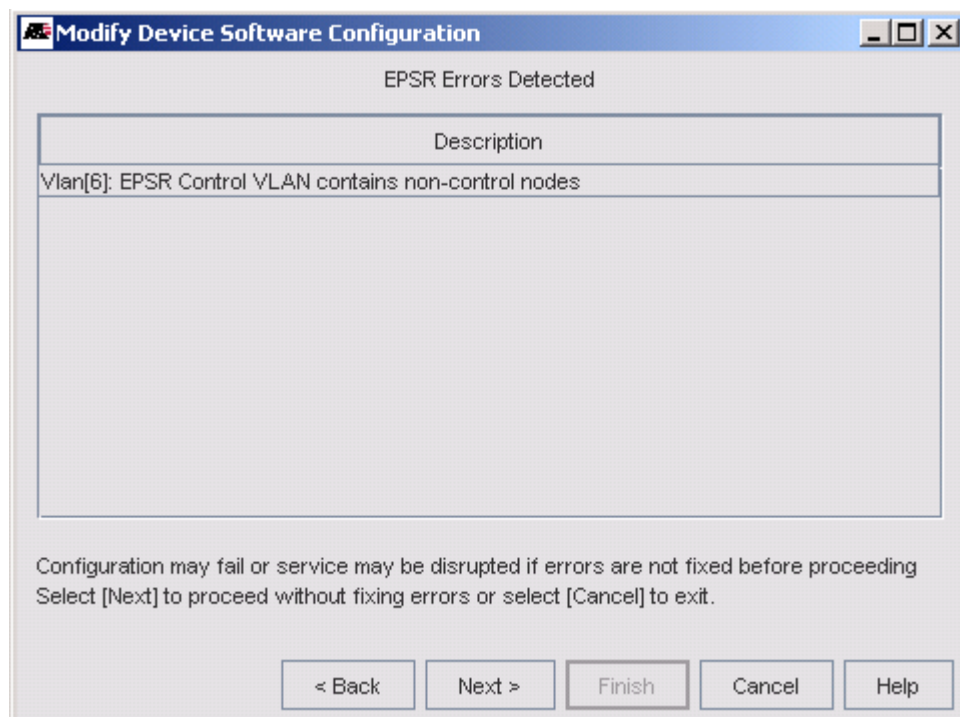 Modify Device Software Configuration
EPSR Errors Detected
Description
Vlan[6]: EPSR Control VLAN contains non-control nodes
Configuration may fail or service may be disrupted if errors are not fixed before proceeding
Select [Next] to proceed without fixing errors or select [Cancel] to exit.
< Back Next > Finish Cancel Help